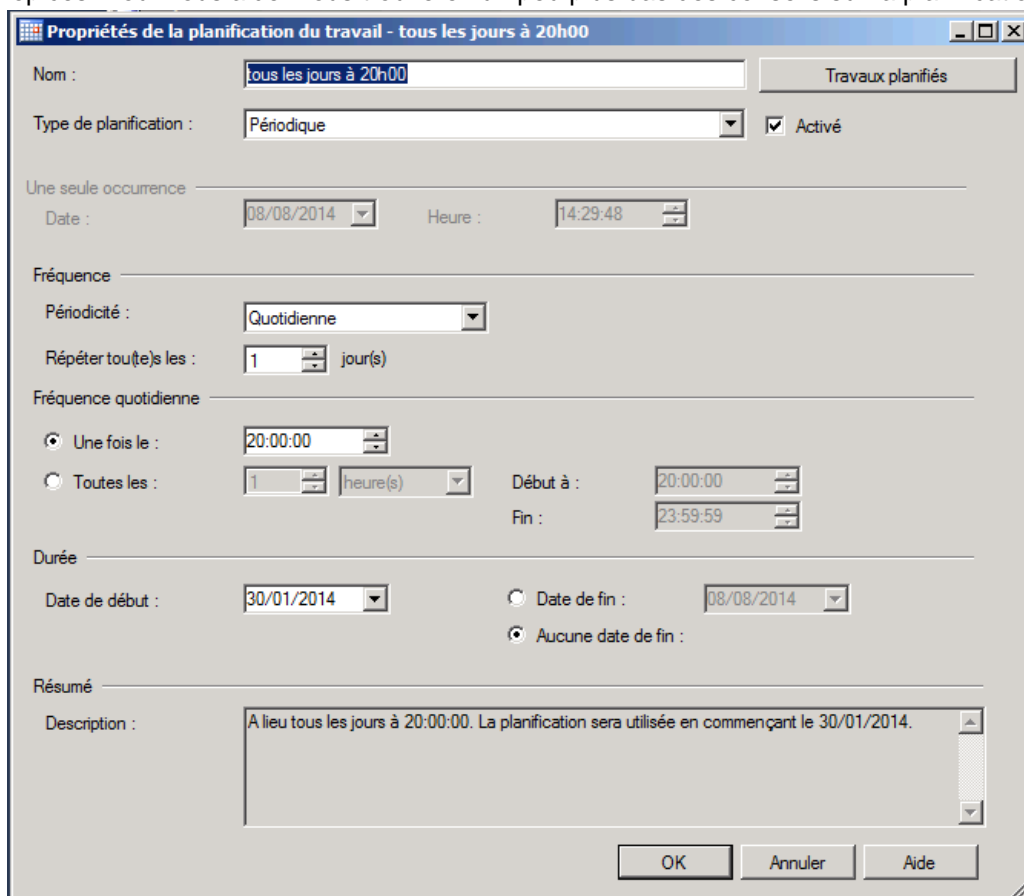 Propriétés de la planification du travail - tous les jours à 20h00
Nom : tous les jours à 20h00 Travaux planifiés
Type de planification : Périodique Activé
Une seule occurrence
Date : 08/08/2014 Heure : 14:29:48
Fréquence
Périodicité : Quotidienne
Répéter tou(te)s les : 1 jour(s)
Fréquence quotidienne
Une fois le : 20:00:00
Toutes les : 1 heure(s) Début à : 20:00:00
Fin : 23:59:59
Durée
Date de début : 30/01/2014 Date de fin : 08/08/2014
Aucune date de fin :
Résumé
Description : A lieu tous les jours à 20:00:00. La planification sera utilisée en commençant le 30/01/2014.
OK Annuler Aide